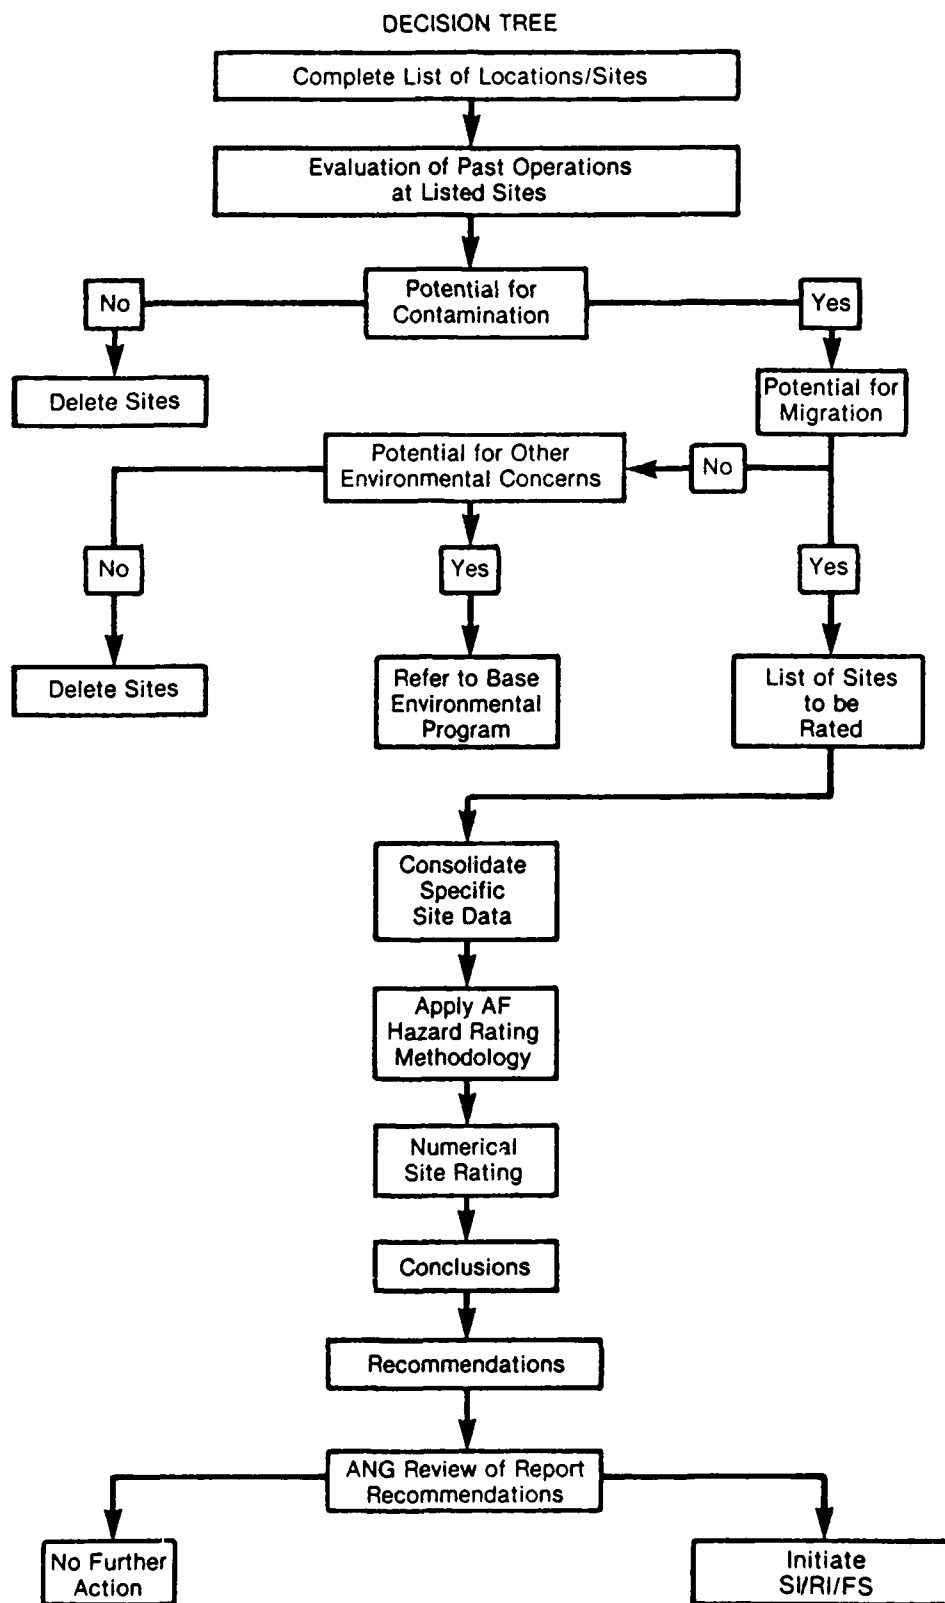 DECISION TREE
Complete List of Locations/Sites
Evaluation of Past Operations
at Listed Sites
No
Potential for
Contamination
Yes
Delete Sites
Potential for
Migration
Potential for Other
Environmental Concerns
No
No
Yes
Yes
Delete Sites
Refer to Base
Environmental
Program
List of Sites
to be
Rated
Consolidate
Specific
Site Data
Apply AF
Hazard Rating
Methodology
Numerical
Site Rating
Conclusions
Recommendations
ANG Review of Report
Recommendations
No Further
Action
Initiate
SI/RI/FS